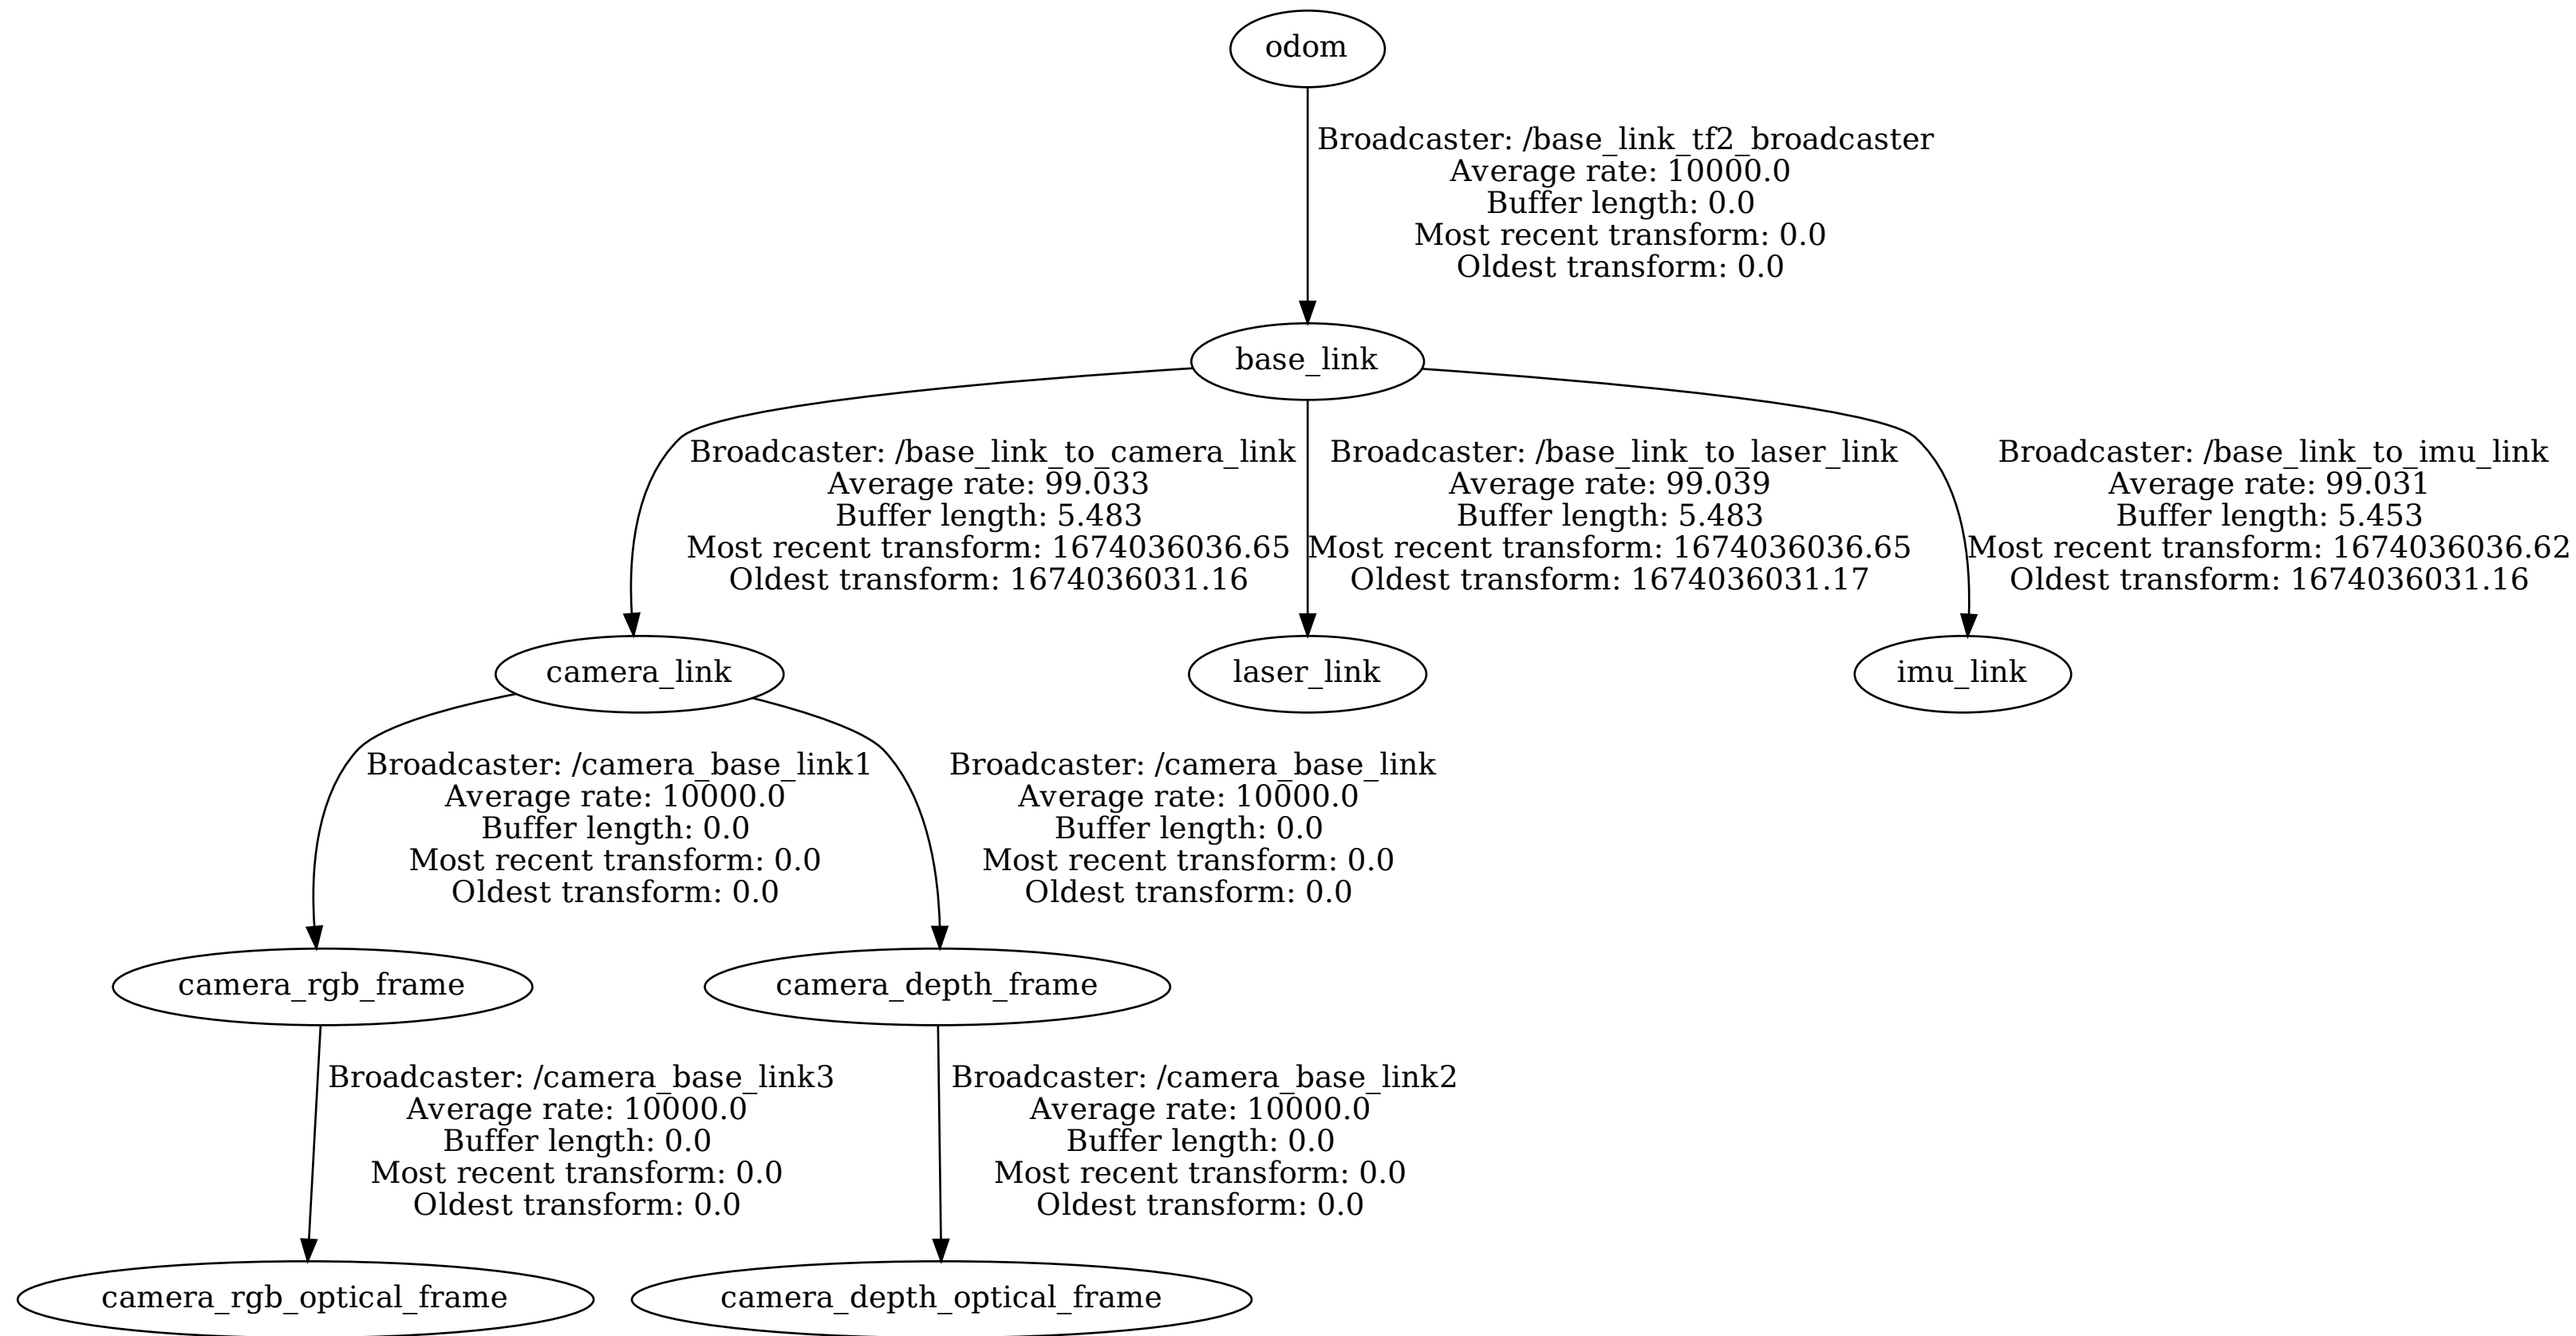 odom
Broadcaster: /base_link_tf2_broadcaster
Average rate: 10000.0
Buffer length: 0.0
Most recent transform: 0.0
Oldest transform: 0.0
base_link
Broadcaster: /base_link_to_camera_link
Average rate: 99.033
Buffer length: 5.483
Most recent transform: 1674036036.65
Oldest transform: 1674036031.16
Broadcaster: /base_link_to_laser_link
Average rate: 99.039
Buffer length: 5.483
Most recent transform: 1674036036.65
Oldest transform: 1674036031.17
Broadcaster: /base_link_to_imu_link
Average rate: 99.031
Buffer length: 5.453
Most recent transform: 1674036036.62
Oldest transform: 1674036031.16
camera_link
laser_link
imu_link
Broadcaster: /camera_base_link1
Average rate: 10000.0
Buffer length: 0.0
Most recent transform: 0.0
Oldest transform: 0.0
Broadcaster: /camera_base_link
Average rate: 10000.0
Buffer length: 0.0
Most recent transform: 0.0
Oldest transform: 0.0
camera_rgb_frame
camera_depth_frame
Broadcaster: /camera_base_link3
Average rate: 10000.0
Buffer length: 0.0
Most recent transform: 0.0
Oldest transform: 0.0
Broadcaster: /camera_base_link2
Average rate: 10000.0
Buffer length: 0.0
Most recent transform: 0.0
Oldest transform: 0.0
camera_rgb_optical_frame
camera_depth_optical_frame